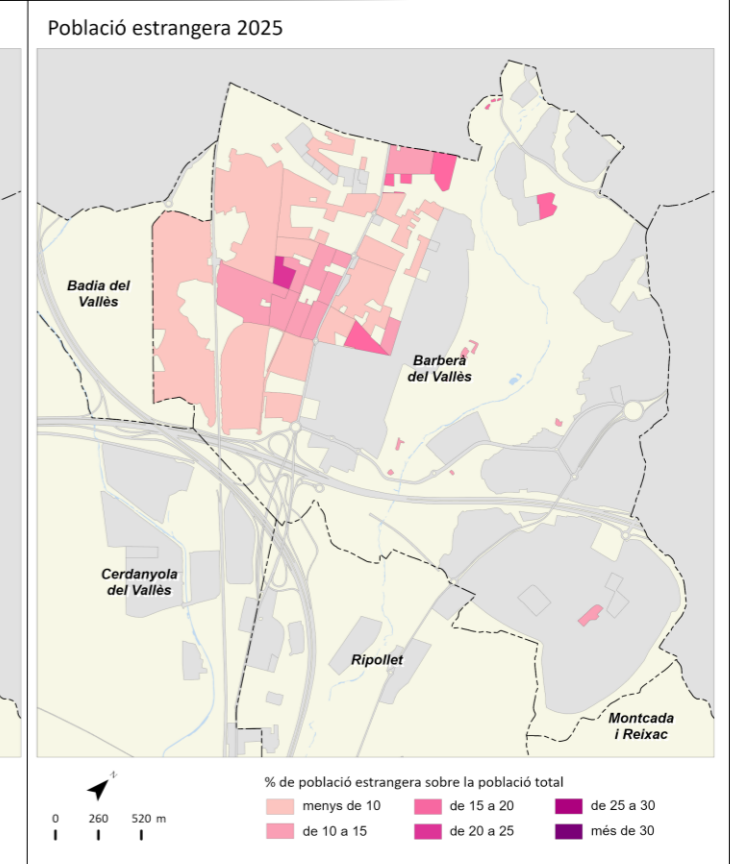 Població estrangera 2025
Badia del
Vallès
Barberà
del Vallès
Cerdanyola
del Vallès
Ripollet
Montcada
i Reixac
N
0 260 520 m
% de població estrangera sobre la població total
menys de 10
de 15 a 20
de 25 a 30
de 10 a 15
de 20 a 25
més de 30